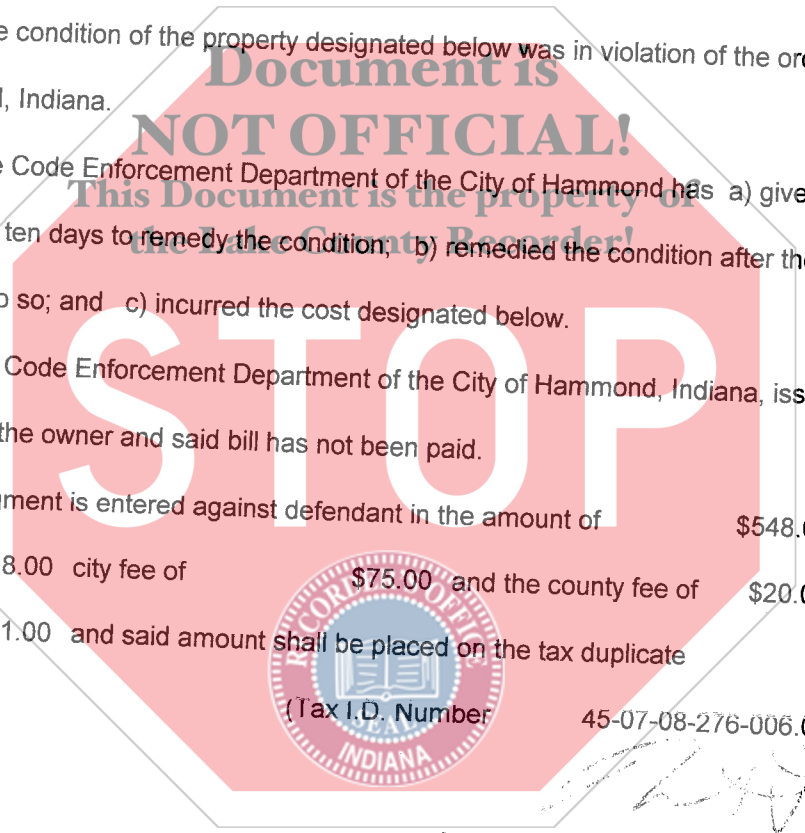 e condition of the property designated below was in violation of the or
Document is
, Indiana.
NOT OFFICIAL!
Code Enforcement Department of the City of Hammond has a) give
This Document is the property of
ten days to remedy the condition; b) remedied the condition after th
the Lake County Recorder!
so; and c) incurred the cost designated below.
STOP
Code Enforcement Department of the City of Hammond, Indiana, iss
the owner and said bill has not been paid.
ment is entered against defendant in the amount of $548.
8.00 city fee of $75.00 and the county fee of $20.0
1.00 and said amount shall be placed on the tax duplicate
RECORDER'S OFFICE
(Tax I.D. Number 45-07-08-276-006.
SEAL
INDIANA